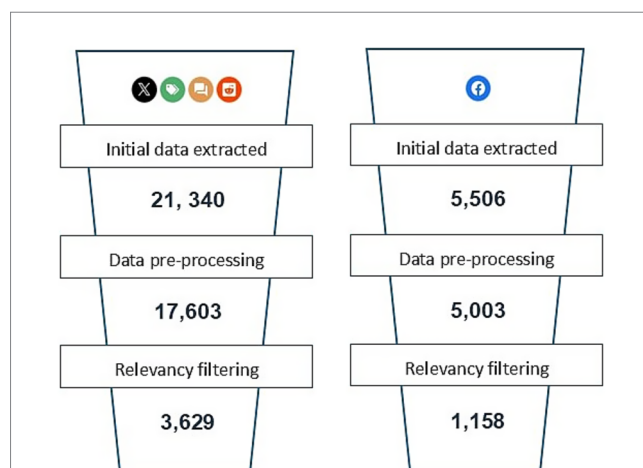 Initial data extracted
21, 340
Data pre-processing
17,603
Relevancy filtering
3,629
Initial data extracted
5,506
Data pre-processing
5,003
Relevancy filtering
1,158